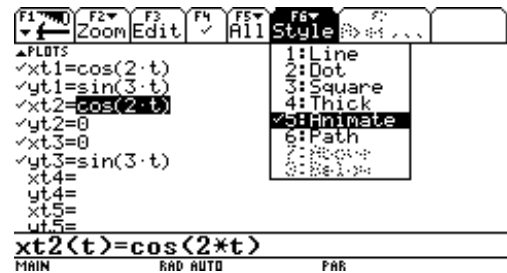 F1 F2▾ F3 F4 F5▾ F6▾ F7
Zoom Edit ✓ All Style
▲PLOTS
✓xt1=cos(2·t)
✓yt1=sin(3·t)
✓xt2=cos(2·t)
✓yt2=0
✓xt3=0
✓yt3=sin(3·t)
xt4=
yt4=
xt5=
yt5=
1:Line
2:Dot
3:Square
4:Thick
✓5:Animate
6:Path
xt2(t)=cos(2*t)
MAIN RAD AUTO PAR